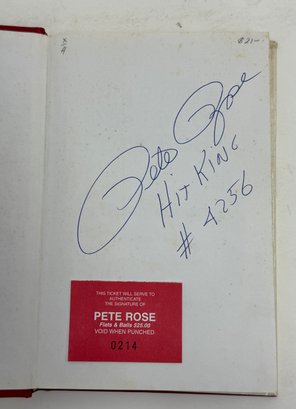 $21-
Pete Rose
Hit King
# 4256
THIS TICKET WILL SERVE TO
AUTHENTICATE
THE SIGNATURE OF
PETE ROSE
Flats & Balls $25.00
VOID WHEN PUNCHED
0214